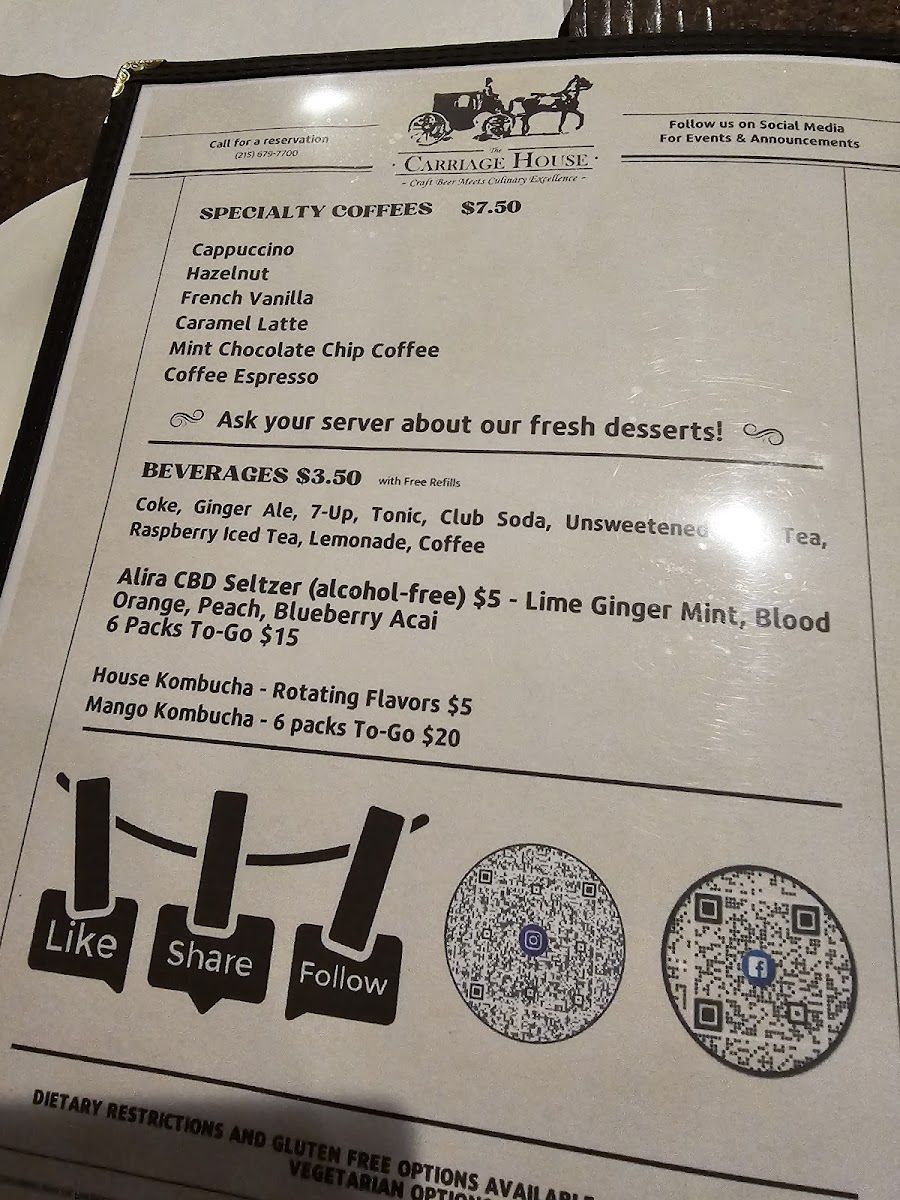 Call for a reservation
(215) 679-7700
The
CARRIAGE HOUSE
~ Craft Beer Meets Culinary Excellence ~
Follow us on Social Media
For Events & Announcements
SPECIALTY COFFEES $7.50
Cappuccino
Hazelnut
French Vanilla
Caramel Latte
Mint Chocolate Chip Coffee
Coffee Espresso
Ask your server about our fresh desserts!
BEVERAGES $3.50 with Free Refills
Coke, Ginger Ale, 7-Up, Tonic, Club Soda, Unsweetened Tea,
Raspberry Iced Tea, Lemonade, Coffee
Alira CBD Seltzer (alcohol-free) $5 - Lime Ginger Mint, Blood
Orange, Peach, Blueberry Acai
6 Packs To-Go $15
House Kombucha - Rotating Flavors $5
Mango Kombucha - 6 packs To-Go $20
Like
Share
Follow
DIETARY RESTRICTIONS AND GLUTEN FREE OPTIONS AVAILABLE
VEGETARIAN OPTIONS